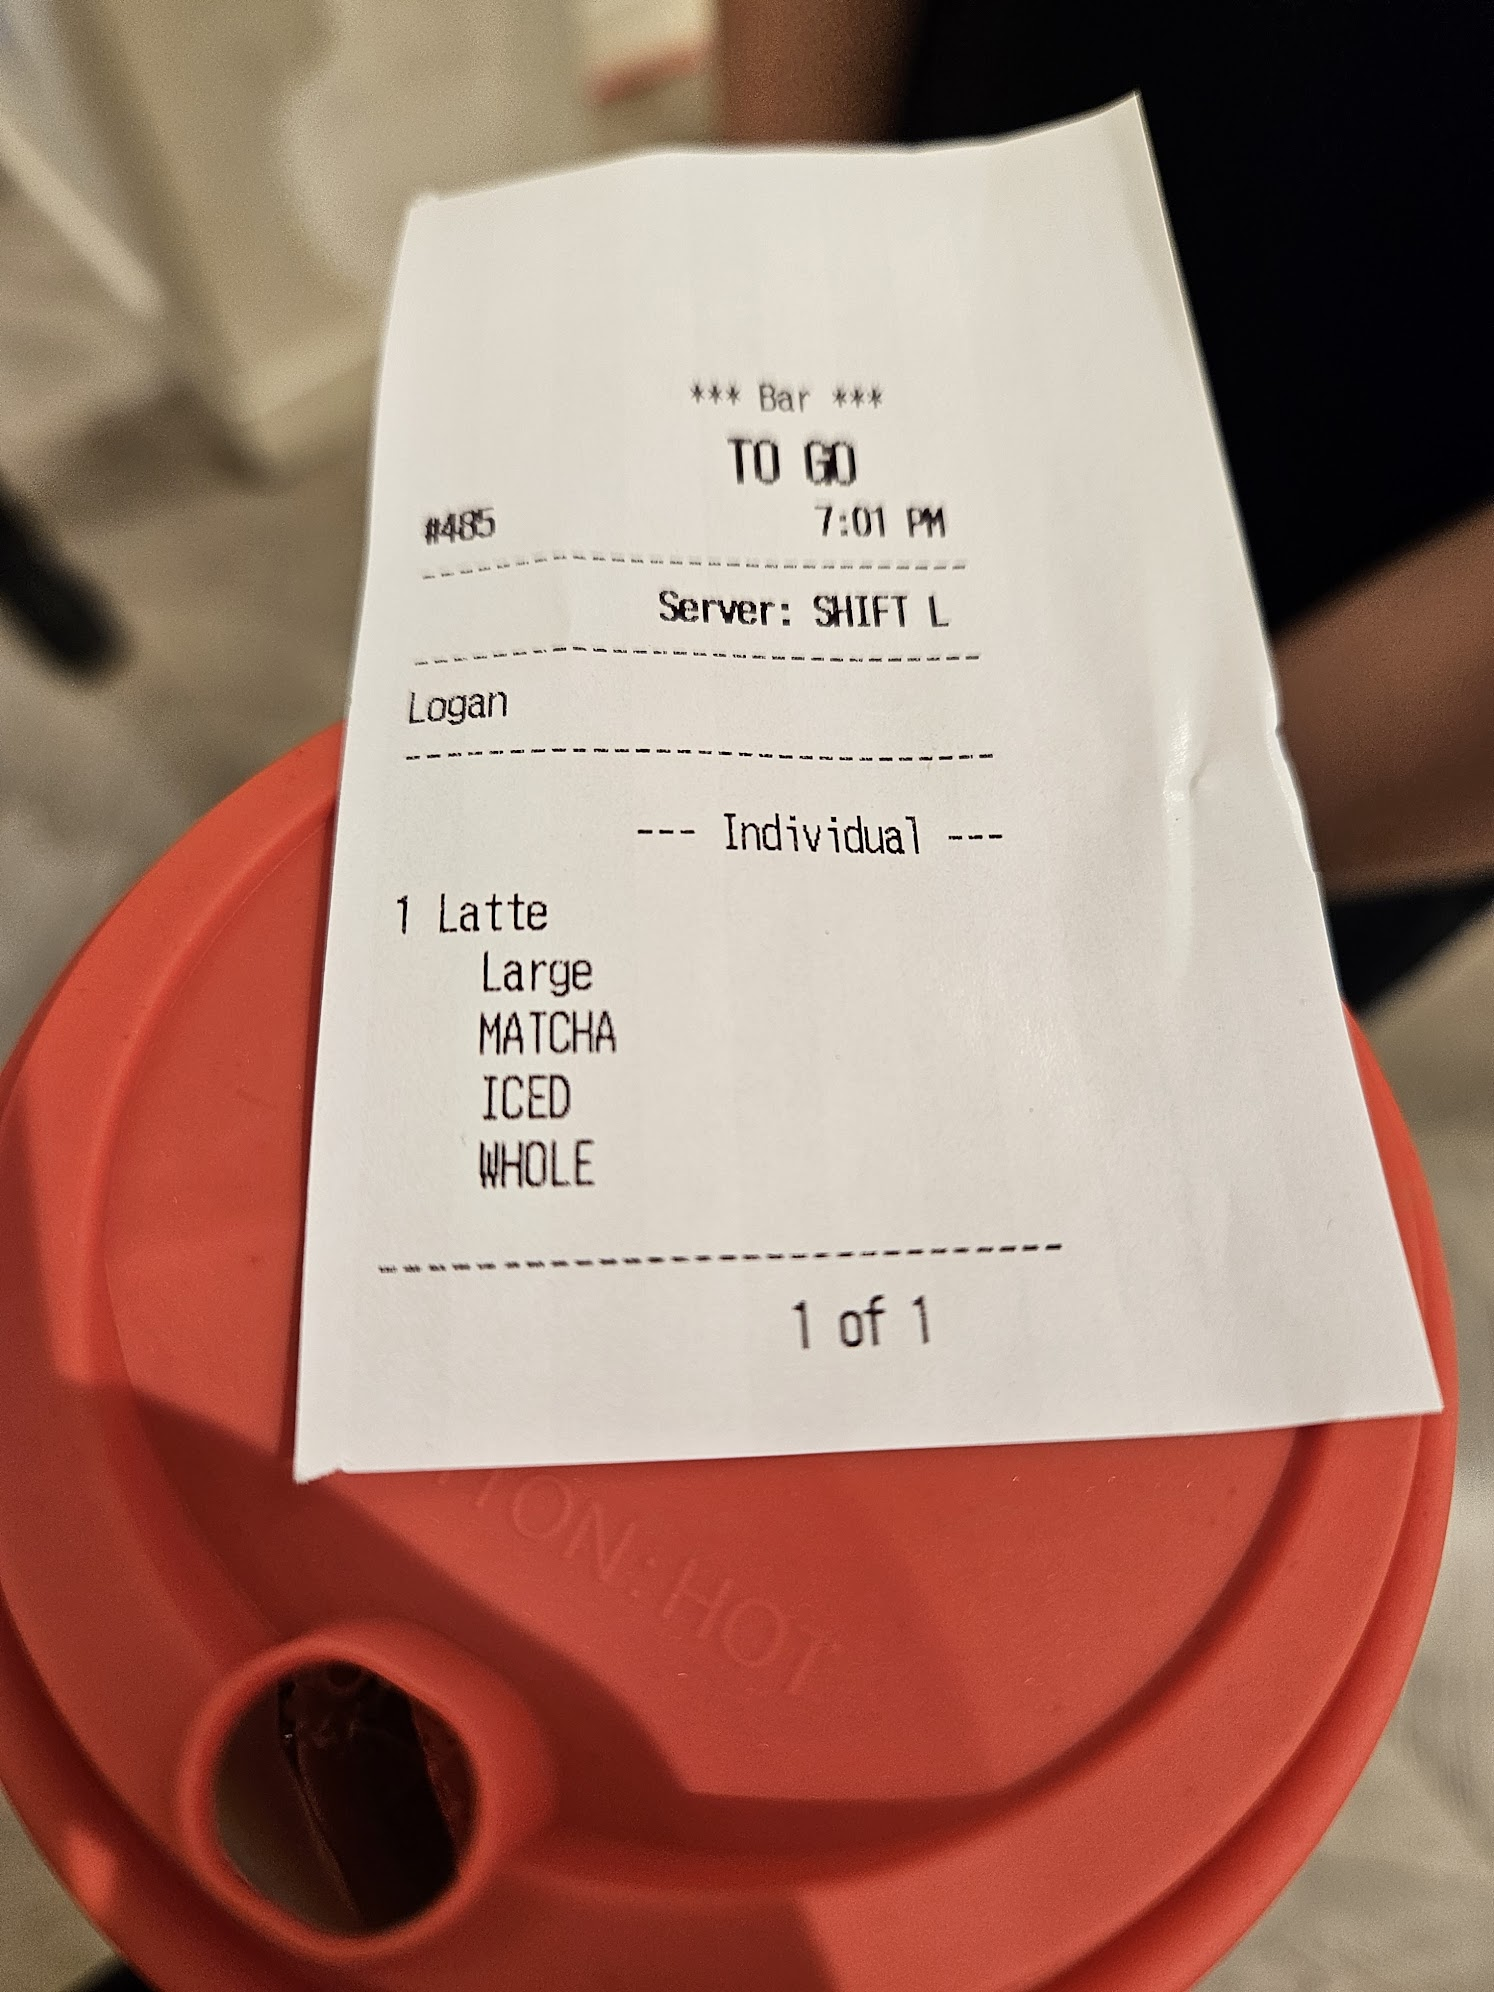 *** Bar ***
TO GO
#485 7:01 PM
Server: SHIFT L
Logan
--- Individual ---
1 Latte
Large
MATCHA
ICED
WHOLE
1 of 1
HOT